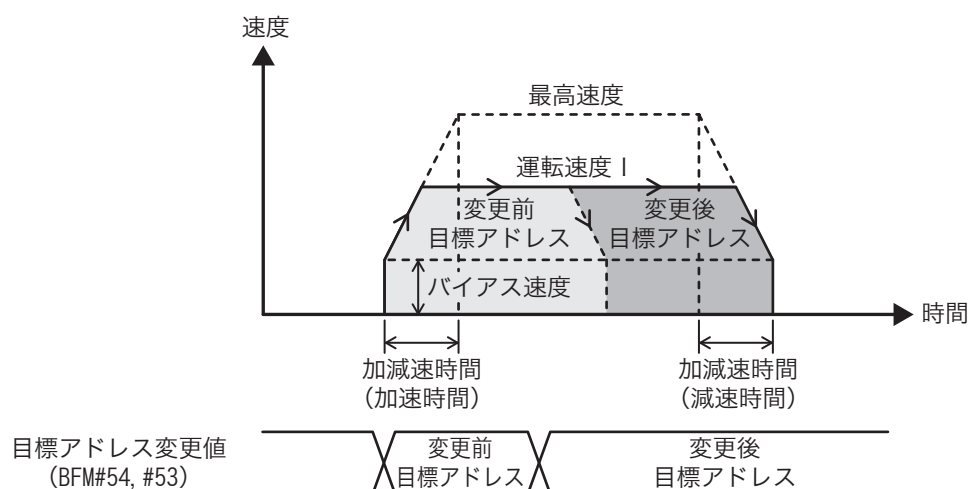 速度
最高速度
運転速度Ⅰ
変更前
目標アドレス
変更後
目標アドレス
バイアス速度
時間
加減速時間
（加速時間）
加減速時間
（減速時間）
目標アドレス変更値
（BFM#54, #53）
変更前
目標アドレス
変更後
目標アドレス